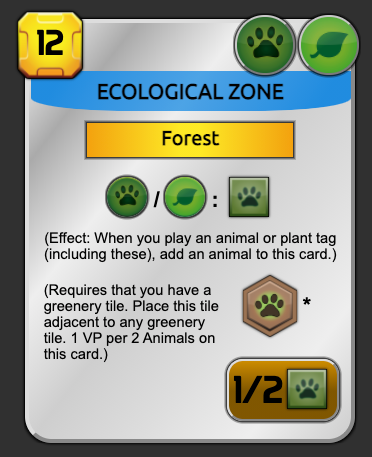 12
ECOLOGICAL ZONE
Forest
/ :
(Effect: When you play an animal or plant tag
(including these), add an animal to this card.)
(Requires that you have a
greenery tile. Place this tile
adjacent to any greenery
tile. 1 VP per 2 Animals on
this card.)
*
1/2